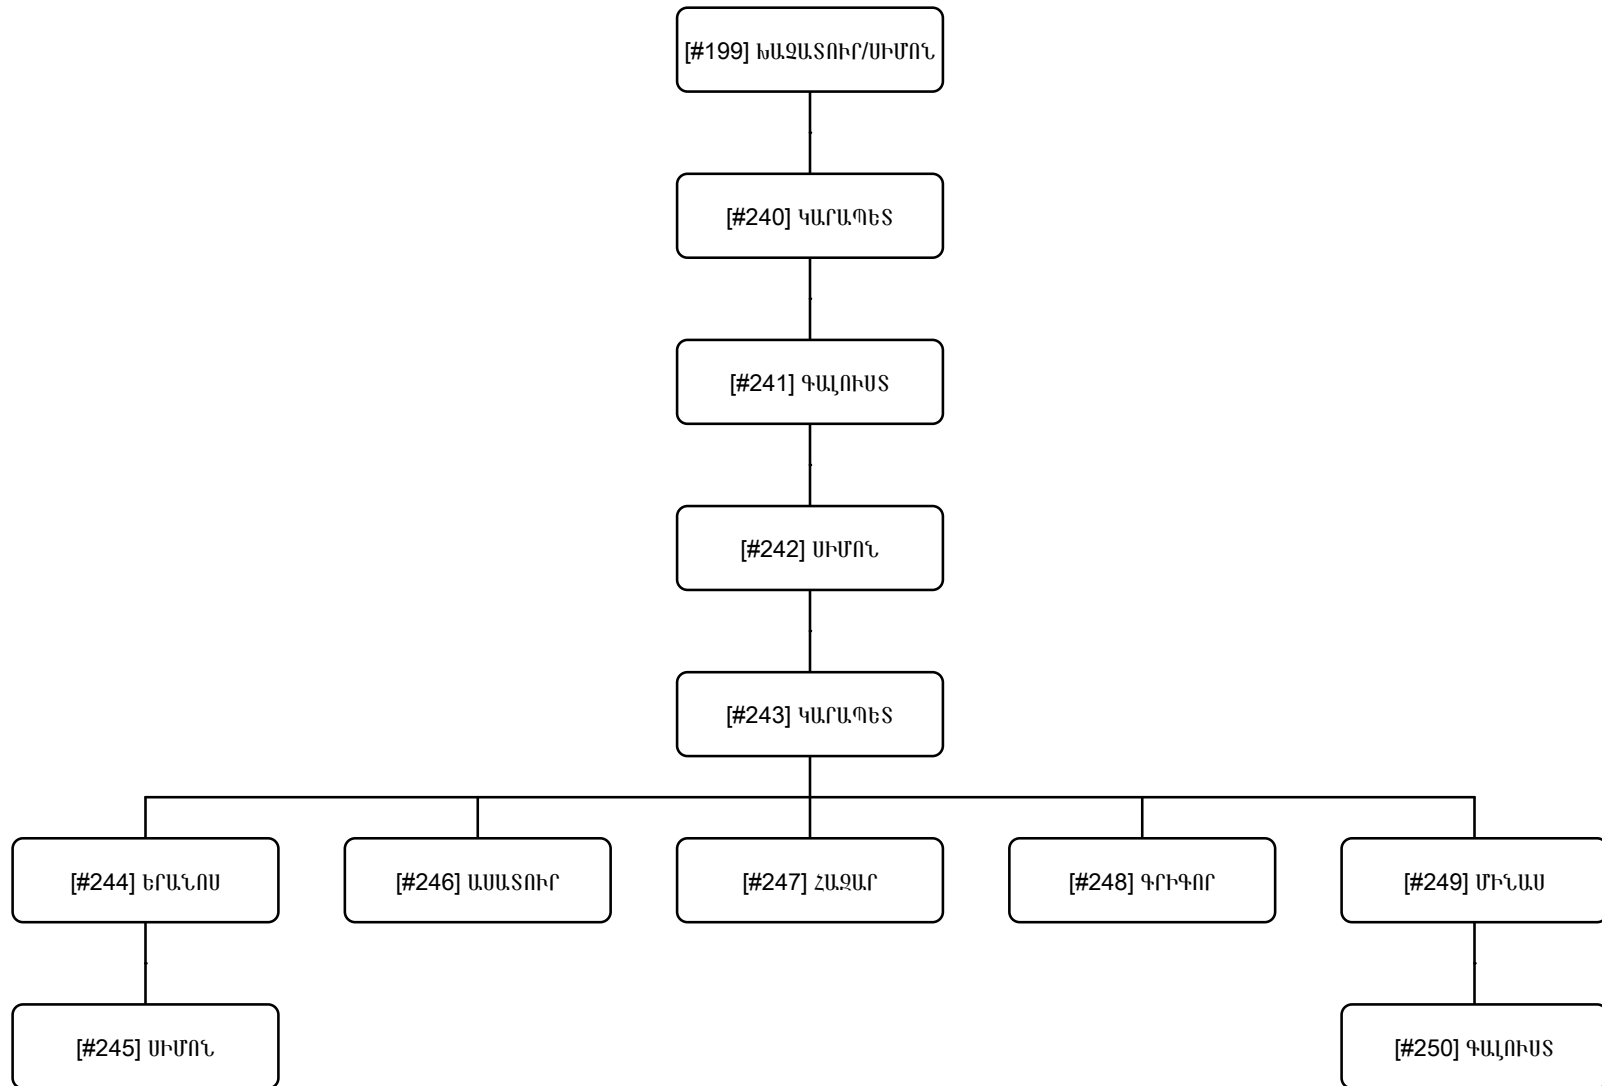 [#199] ԽԱՉԱՏՈՒՐ/ՍԻՄՈՆ
[#240] ԿԱՐԱՊԵՏ
[#241] ԳԱԼՈՒՍՏ
[#242] ՍԻՄՈՆ
[#243] ԿԱՐԱՊԵՏ
[#244] ԵՐԱՆՈՍ
[#246] ԱՍԱՏՈՒՐ
[#247] ՀԱԶԱՐ
[#248] ԳՐԻԳՈՐ
[#249] ՄԻՆԱՍ
[#245] ՍԻՄՈՆ
[#250] ԳԱԼՈՒՍՏ